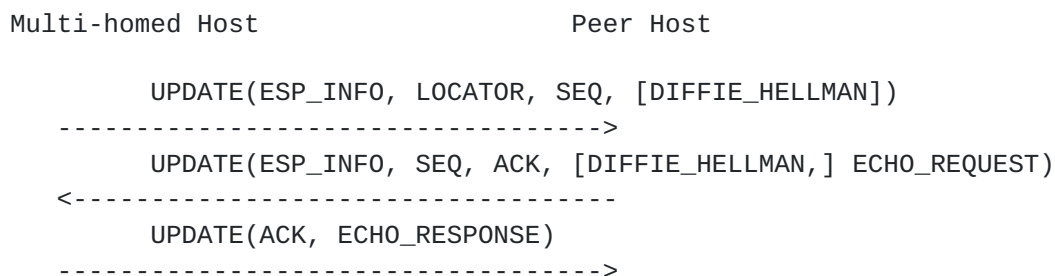 Multi-homed Host                    Peer Host
UPDATE(ESP_INFO, LOCATOR, SEQ, [DIFFIE_HELLMAN])
----------------------------------->
UPDATE(ESP_INFO, SEQ, ACK, [DIFFIE_HELLMAN,] ECHO_REQUEST)
<-----------------------------------
UPDATE(ACK, ECHO_RESPONSE)
----------------------------------->